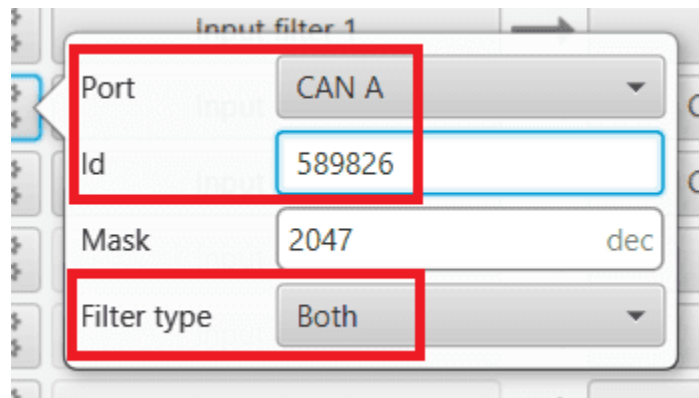 Input filter 1
Port CAN A
Id 589826
Mask 2047 dec
Filter type Both